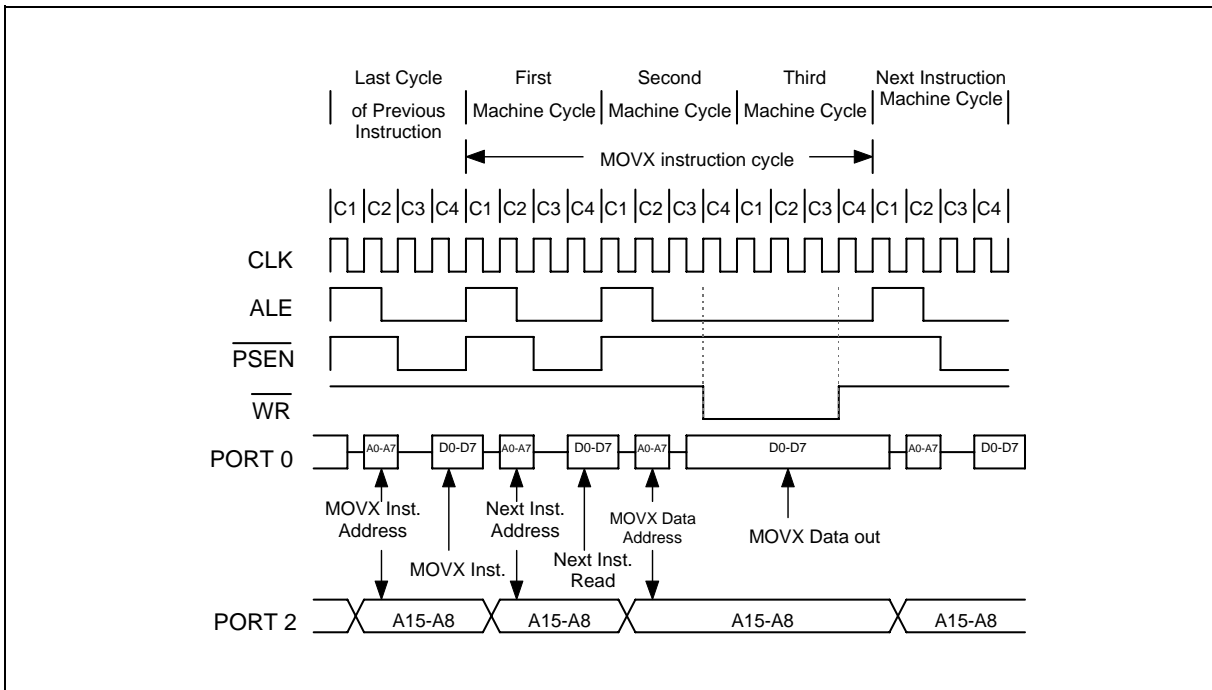 Last Cycle
of Previous
Instruction
First
Machine Cycle
Second
Machine Cycle
Third
Machine Cycle
Next Instruction
Machine Cycle
MOVX instruction cycle
C1 C2 C3 C4 C1 C2 C3 C4 C1 C2 C3 C4 C1 C2 C3 C4 C1 C2 C3 C4
CLK
ALE
PSEN
WR
PORT 0
A0-A7 D0-D7 A0-A7 D0-D7 A0-A7 D0-D7 A0-A7 D0-D7
MOVX Inst.
Address
MOVX Inst.
Next Inst.
Address
Next Inst.
Read
MOVX Data
Address
MOVX Data out
PORT 2
A15-A8 A15-A8 A15-A8 A15-A8